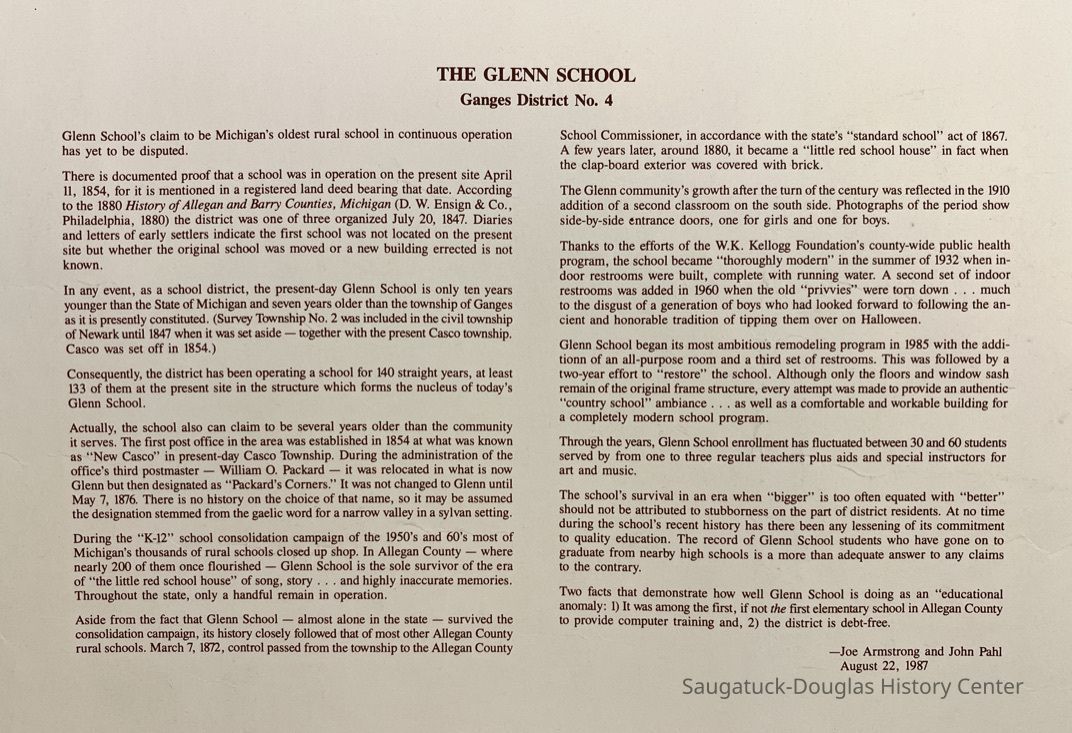 THE GLENN SCHOOL
Ganges District No. 4
Glenn School's claim to be Michigan's oldest rural school in continuous operation
has yet to be disputed.
There is documented proof that a school was in operation on the present site April
11, 1854, for it is mentioned in a registered land deed bearing that date. According
to the 1880 History of Allegan and Barry Counties, Michigan (D. W. Ensign & Co.,
Philadelphia, 1880) the district was one of three organized July 20, 1847. Diaries
and letters of early settlers indicate the first school was not located on the present
site but whether the original school was moved or a new building errected is not
known.
In any event, as a school district, the present-day Glenn School is only ten years
younger than the State of Michigan and seven years older than the township of Ganges
as it is presently constituted. (Survey Township No. 2 was included in the civil township
of Newark until 1847 when it was set aside — together with the present Casco township.
Casco was set off in 1854.)
Consequently, the district has been operating a school for 140 straight years, at least
133 of them at the present site in the structure which forms the nucleus of today's
Glenn School.
Actually, the school also can claim to be several years older than the community
it serves. The first post office in the area was established in 1854 at what was known
as "New Casco" in present-day Casco Township. During the administration of the
office's third postmaster — William O. Packard — it was relocated in what is now
Glenn but then designated as "Packard's Corners." It was not changed to Glenn until
May 7, 1876. There is no history on the choice of that name, so it may be assumed
the designation stemmed from the gaelic word for a narrow valley in a sylvan setting.
During the "K-12" school consolidation campaign of the 1950's and 60's most of
Michigan's thousands of rural schools closed up shop. In Allegan County — where
nearly 200 of them once flourished — Glenn School is the sole survivor of the era
of "the little red school house" of song, story . . . and highly inaccurate memories.
Throughout the state, only a handful remain in operation.
Aside from the fact that Glenn School — almost alone in the state — survived the
consolidation campaign, its history closely followed that of most other Allegan County
rural schools. March 7, 1872, control passed from the township to the Allegan County
School Commissioner, in accordance with the state's "standard school" act of 1867.
A few years later, around 1880, it became a "little red school house" in fact when
the clap-board exterior was covered with brick.
The Glenn community's growth after the turn of the century was reflected in the 1910
addition of a second classroom on the south side. Photographs of the period show
side-by-side entrance doors, one for girls and one for boys.
Thanks to the efforts of the W.K. Kellogg Foundation's county-wide public health
program, the school became "thoroughly modern" in the summer of 1932 when in-
door restrooms were built, complete with running water. A second set of indoor
restrooms was added in 1960 when the old "privvies" were torn down . . . much
to the disgust of a generation of boys who had looked forward to following the an-
cient and honorable tradition of tipping them over on Halloween.
Glenn School began its most ambitious remodeling program in 1985 with the addi-
tionn of an all-purpose room and a third set of restrooms. This was followed by a
two-year effort to "restore" the school. Although only the floors and window sash
remain of the original frame structure, every attempt was made to provide an authentic
"country school" ambiance . . . as well as a comfortable and workable building for
a completely modern school program.
Through the years, Glenn School enrollment has fluctuated between 30 and 60 students
served by from one to three regular teachers plus aides and special instructors for
art and music.
The school's survival in an era when "bigger" is too often equated with "better"
should not be attributed to stubborness on the part of district residents. At no time
during the school's recent history has there been any lessening of its commitment
to quality education. The record of Glenn School students who have gone on to
graduate from nearby high schools is a more than adequate answer to any claims
to the contrary.
Two facts that demonstrate how well Glenn School is doing as an "educational
anomaly: 1) It was among the first, if not the first elementary school in Allegan County
to provide computer training and, 2) the district is debt-free.
—Joe Armstrong and John Pahl
August 22, 1987
Saugatuck-Douglas History Center